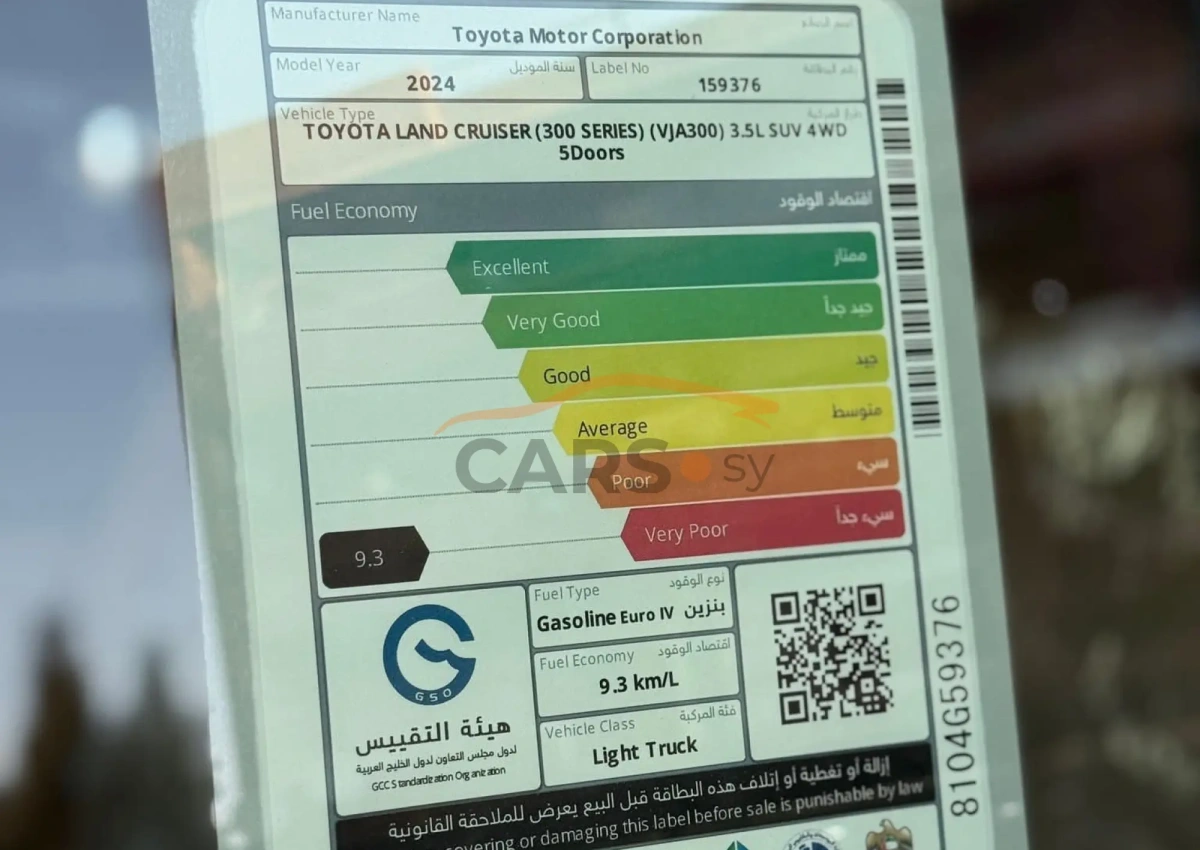 Manufacturer Name اسم الصانع
Toyota Motor Corporation
Model Year سنة الموديل
2024
Label No رقم البطاقة
159376
Vehicle Type طراز المركبة
TOYOTA LAND CRUISER (300 SERIES) (VJA300) 3.5L SUV 4WD
5Doors
Fuel Economy اقتصاد الوقود
Excellent ممتاز
Very Good جيد جداً
Good جيد
Average متوسط
CARS.sy
Poor سيء
Very Poor سيء جداً
9.3
GSO
هيئة التقييس
لدول مجلس التعاون لدول الخليج العربية
GCC Standardization Organization
Fuel Type نوع الوقود
Gasoline Euro IV بنزين
Fuel Economy اقتصاد الوقود
9.3 km/L
Vehicle Class فئة المركبة
Light Truck
8104G59376
إزالة أو تغطية أو إتلاف هذه البطاقة قبل البيع يعرض للملاحقة القانونية
covering or damaging this label before sale is punishable by law